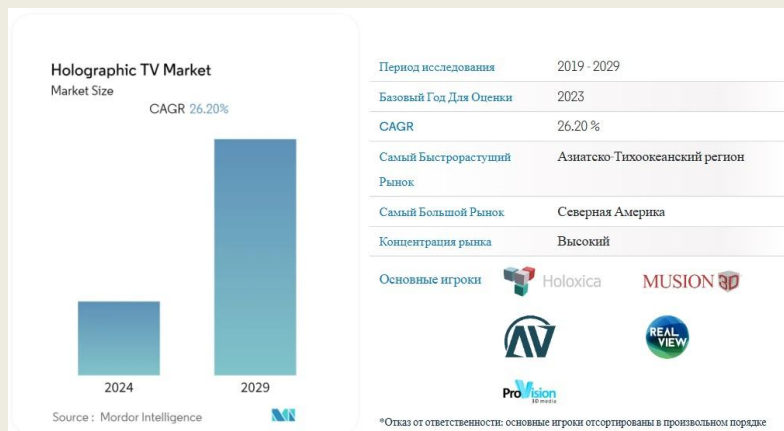 Holographic TV Market
Market Size
CAGR 26.20%
2024 2029
Source : Mordor Intelligence
Период исследования 2019 - 2029
Базовый Год Для Оценки 2023
CAGR 26.20 %
Самый Быстрорастущий Азиатско-Тихоокеанский регион
Рынок
Самый Большой Рынок Северная Америка
Концентрация рынка Высокий
Основные игроки Holoxica MUSION 3D
REAL VIEW
ProVision
3D media
*Отказ от ответственности: основные игроки отсортированы в произвольном порядке